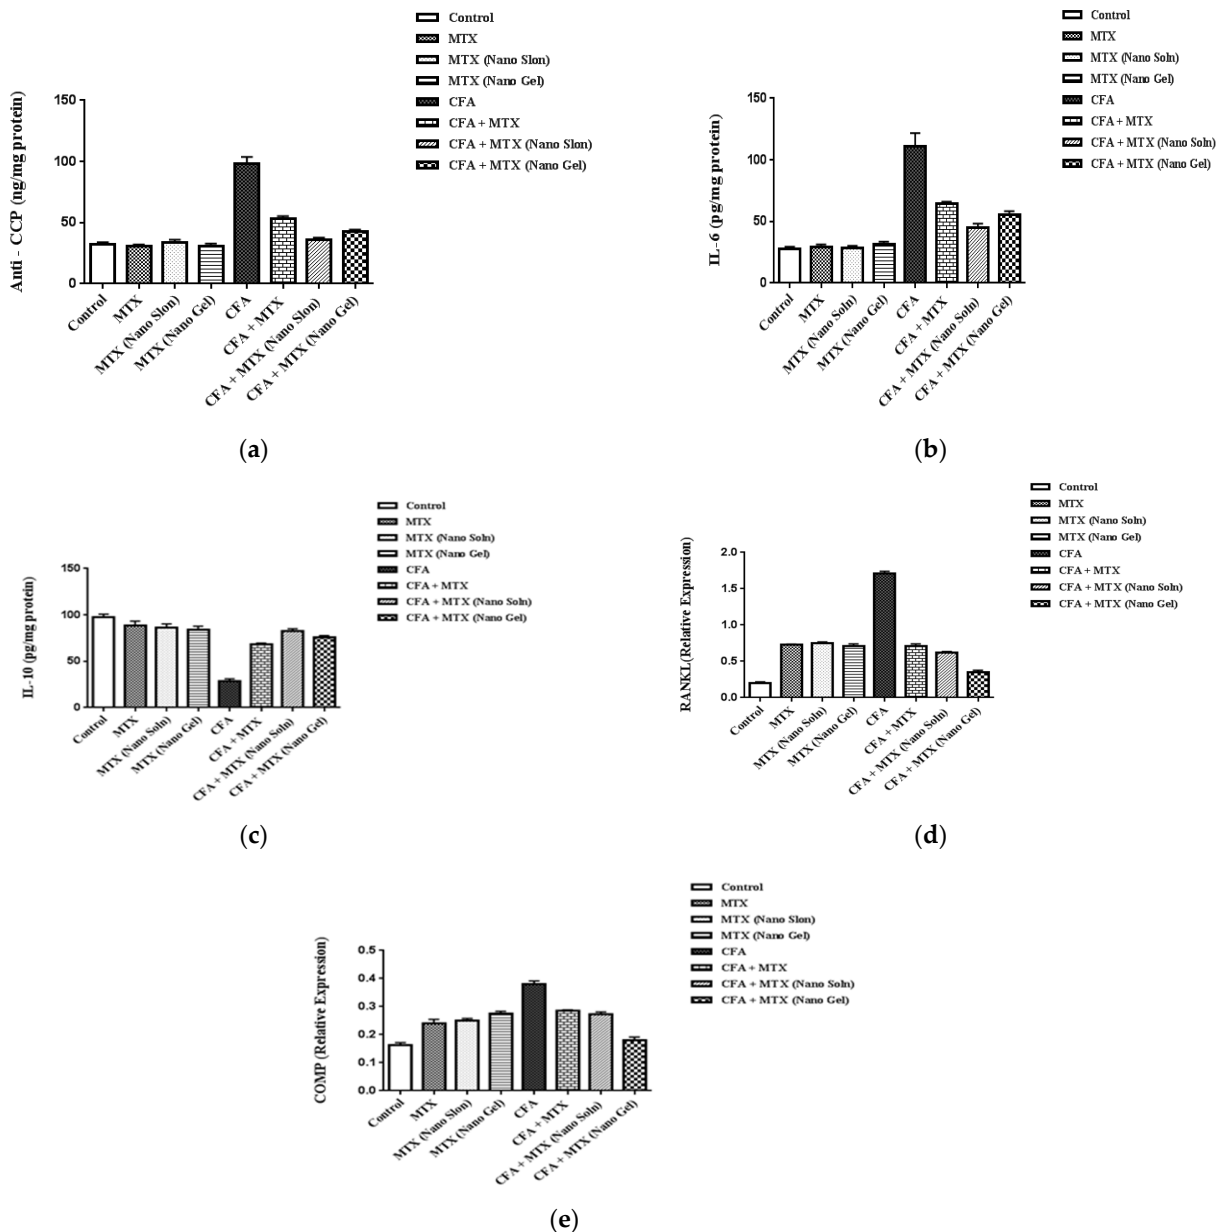 Control
MTX
MTX (Nano Slon)
MTX (Nano Gel)
CFA
CFA + MTX
CFA + MTX (Nano Slon)
CFA + MTX (Nano Gel)
Anti - CCP (ng/mg protein)
150
100
50
0
Control
MTX
MTX (Nano Slon)
MTX (Nano Gel)
CFA
CFA + MTX
CFA + MTX (Nano Slon)
CFA + MTX (Nano Gel)
(a)
Control
MTX
MTX (Nano Soln)
MTX (Nano Gel)
CFA
CFA + MTX
CFA + MTX (Nano Soln)
CFA + MTX (Nano Gel)
IL-6 (pg/mg protein)
150
100
50
0
Control
MTX
MTX (Nano Soln)
MTX (Nano Gel)
CFA
CFA + MTX
CFA + MTX (Nano Soln)
CFA + MTX (Nano Gel)
(b)
Control
MTX
MTX (Nano Soln)
MTX (Nano Gel)
CFA
CFA + MTX
CFA + MTX (Nano Soln)
CFA + MTX (Nano Gel)
IL-10 (pg/mg protein)
150
100
50
0
Control
MTX
MTX (Nano Soln)
MTX (Nano Gel)
CFA
CFA + MTX
CFA + MTX (Nano Soln)
CFA + MTX (Nano Gel)
(c)
Control
MTX
MTX (Nano Soln)
MTX (Nano Gel)
CFA
CFA + MTX
CFA + MTX (Nano Soln)
CFA + MTX (Nano Gel)
RANKL(Relative Expression)
2.0
1.5
1.0
0.5
0.0
Control
MTX
MTX (Nano Soln)
MTX (Nano Gel)
CFA
CFA + MTX
CFA + MTX (Nano Soln)
CFA + MTX (Nano Gel)
(d)
Control
MTX
MTX (Nano Slon)
MTX (Nano Gel)
CFA
CFA + MTX
CFA + MTX (Nano Soln)
CFA + MTX (Nano Gel)
COMP (Relative Expression)
0.5
0.4
0.3
0.2
0.1
0.0
Control
MTX
MTX (Nano Slon)
MTX (Nano Gel)
CFA
CFA + MTX
CFA + MTX (Nano Soln)
CFA + MTX (Nano Gel)
(e)